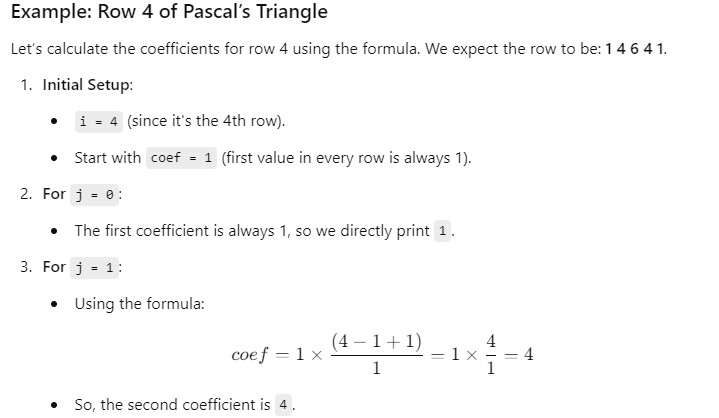 Example: Row 4 of Pascal's Triangle
Let's calculate the coefficients for row 4 using the formula. We expect the row to be: 1 4 6 4 1.
1. Initial Setup:
• i = 4 (since it's the 4th row).
• Start with coef = 1 (first value in every row is always 1).
2. For j = 0:
• The first coefficient is always 1, so we directly print 1.
3. For j = 1:
• Using the formula:
coef = 1 × (4 − 1 + 1)/1 = 1 × 4/1 = 4
• So, the second coefficient is 4.